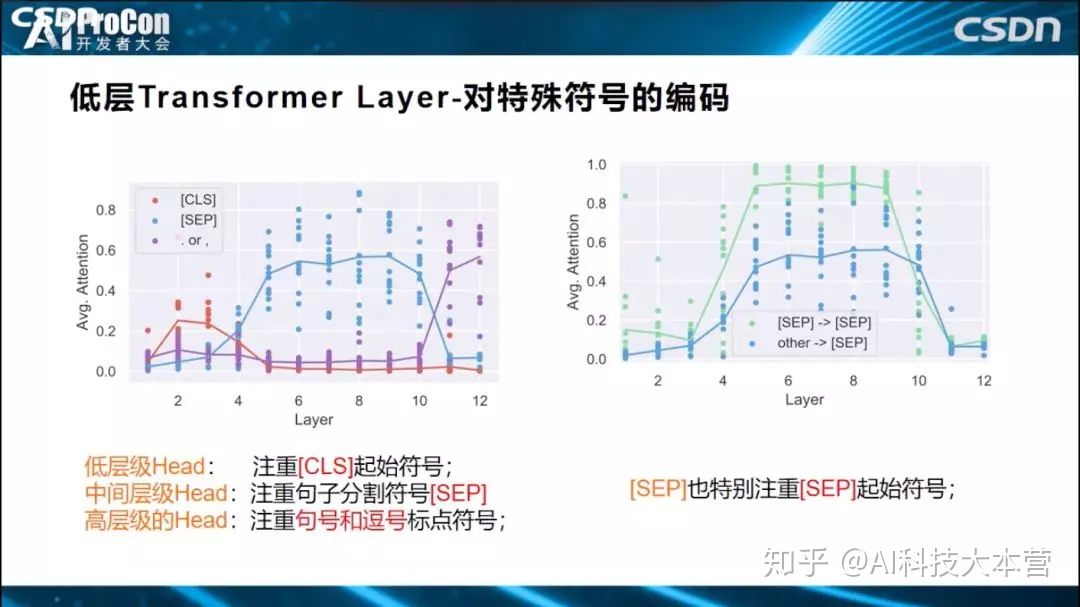 CSDN
AI ProCon
开发者大会
CSDN
低层Transformer Layer-对特殊符号的编码
[CLS]
[SEP]
. or ,
0.8
0.6
0.4
0.2
0.0
Avg. Attention
2 4 6 8 10 12
Layer
1.0
0.8
0.6
0.4
0.2
0.0
Avg. Attention
[SEP] -> [SEP]
other -> [SEP]
2 4 6 8 10 12
Layer
低层级Head： 注重[CLS]起始符号；
中间层级Head：注重句子分割符号[SEP]
高层级的Head：注重句号和逗号标点符号；
[SEP]也特别注重[SEP]起始符号；
知乎 @AI科技大本营